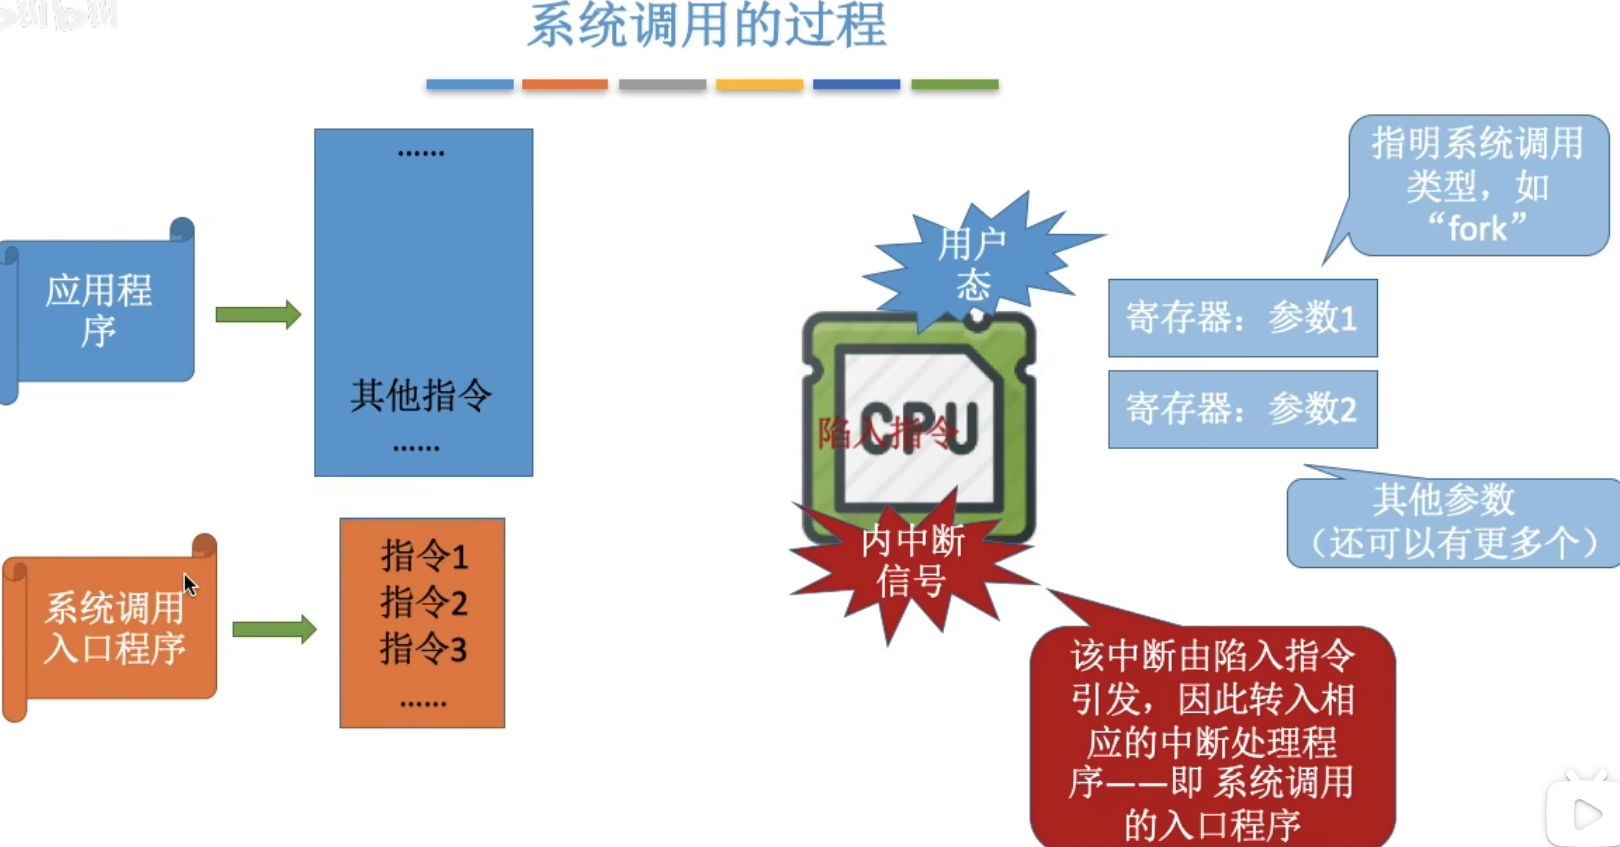 系统调用的过程
......
应用程
序
其他指令
......
系统调用
入口程序
指令1
指令2
指令3
......
用户
态
CPU
陷入指令
内中断
信号
指明系统调用
类型，如
“fork”
寄存器：参数1
寄存器：参数2
其他参数
（还可以有更多个）
该中断由陷入指令
引发，因此转入相
应的中断处理程
序——即 系统调用
的入口程序